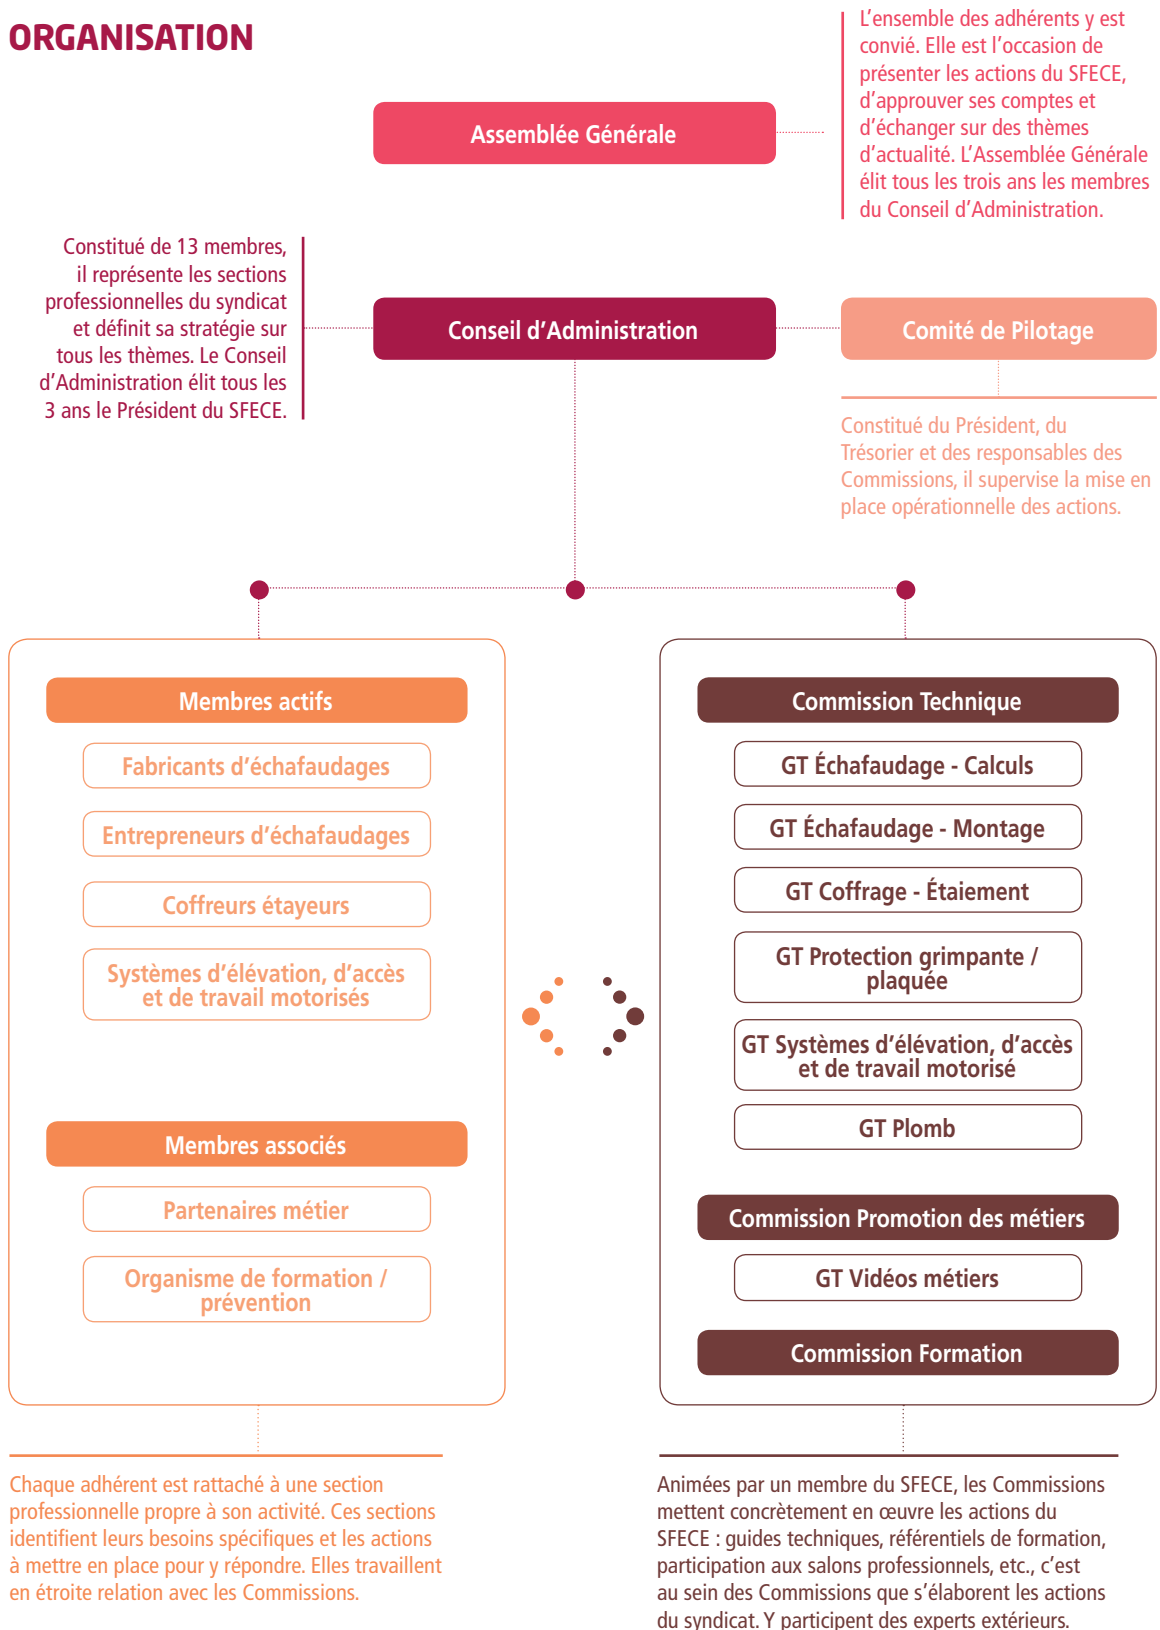 ORGANISATION
L'ensemble des adhérents y est
convié. Elle est l'occasion de
présenter les actions du SFECE,
d'approuver ses comptes et
d'échanger sur des thèmes
d'actualité. L'Assemblée Générale
élit tous les trois ans les membres
du Conseil d'Administration.
Assemblée Générale
Constitué de 13 membres,
il représente les sections
professionnelles du syndicat
et définit sa stratégie sur
tous les thèmes. Le Conseil
d'Administration élit tous les
3 ans le Président du SFECE.
Conseil d'Administration
Comité de Pilotage
Constitué du Président, du
Trésorier et des responsables des
Commissions, il supervise la mise en
place opérationnelle des actions.
Membres actifs
Fabricants d'échafaudages
Entrepreneurs d'échafaudages
Coffreurs étayeurs
Systèmes d'élévation, d'accès
et de travail motorisés
Membres associés
Partenaires métier
Organisme de formation /
prévention
Commission Technique
GT Échafaudage - Calculs
GT Échafaudage - Montage
GT Coffrage - Étaiement
GT Protection grimpante /
plaquée
GT Systèmes d'élévation, d'accès
et de travail motorisé
GT Plomb
Commission Promotion des métiers
GT Vidéos métiers
Commission Formation
Chaque adhérent est rattaché à une section
professionnelle propre à son activité. Ces sections
identifient leurs besoins spécifiques et les actions
à mettre en place pour y répondre. Elles travaillent
en étroite relation avec les Commissions.
Animées par un membre du SFECE, les Commissions
mettent concrètement en œuvre les actions du
SFECE : guides techniques, référentiels de formation,
participation aux salons professionnels, etc., c'est
au sein des Commissions que s'élaborent les actions
du syndicat. Y participent des experts extérieurs.